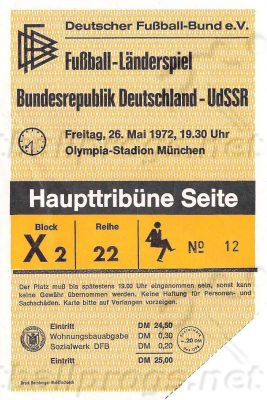 Deutscher Fußball-Bund e.V.
Fußball-Länderspiel
Bundesrepublik Deutschland-UdSSR
Freitag, 26. Mai 1972, 19.30 Uhr
Olympia-Stadion München
Haupttribüne Seite
Block
X 2
Reihe
22
Nº 12
Der Platz muß bis spätestens 19.00 Uhr eingenommen sein, sonst kann
keine Gewähr übernommen werden. Keine Haftung für Personen- und
Sachschäden. Karte bitte auf Verlangen vorzeigen.
Eintritt DM 24,50
Wohnungsbauabgabe DM 0,30
Sozialwerk DFB DM 0,20
Eintritt DM 25,00